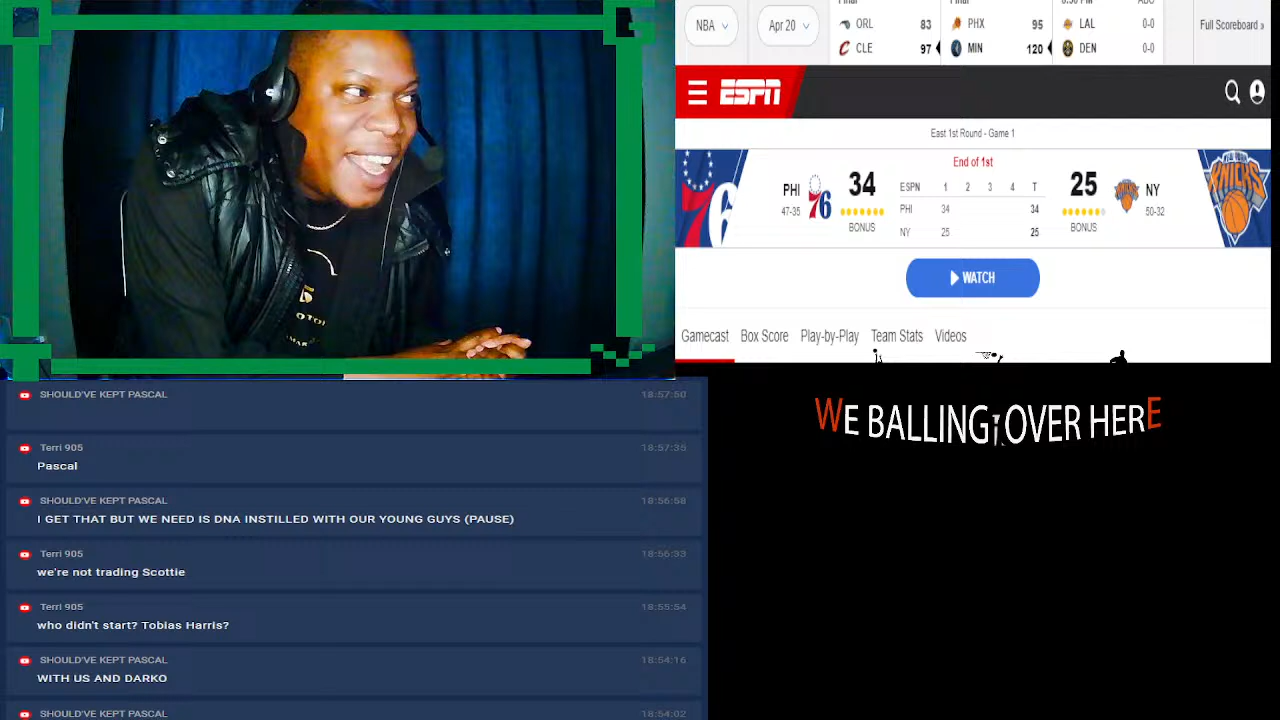 NBA
Apr 20
Final
ORL 83
CLE 97
PHX 95
MIN 120
ABC
LAL 0-0
DEN 0-0
Full Scoreboard »
ESPN
East 1st Round - Game 1
End of 1st
PHI
47-35
76
34
BONUS
ESPN 1 2 3 4 T
PHI 34 34
NY 25 25
25
BONUS
NY
50-32
KNICKS
WATCH
Gamecast Box Score Play-by-Play Team Stats Videos
WE BALLING OVER HERE
SHOULD'VE KEPT PASCAL 18:57:50
Terri 905 18:57:35
Pascal
SHOULD'VE KEPT PASCAL 18:56:58
I GET THAT BUT WE NEED IS DNA INSTILLED WITH OUR YOUNG GUYS (PAUSE)
Terri 905 18:56:33
we're not trading Scottie
Terri 905 18:55:54
who didn't start? Tobias Harris?
SHOULD'VE KEPT PASCAL 18:54:16
WITH US AND DARKO
SHOULD'VE KEPT PASCAL 18:54:02